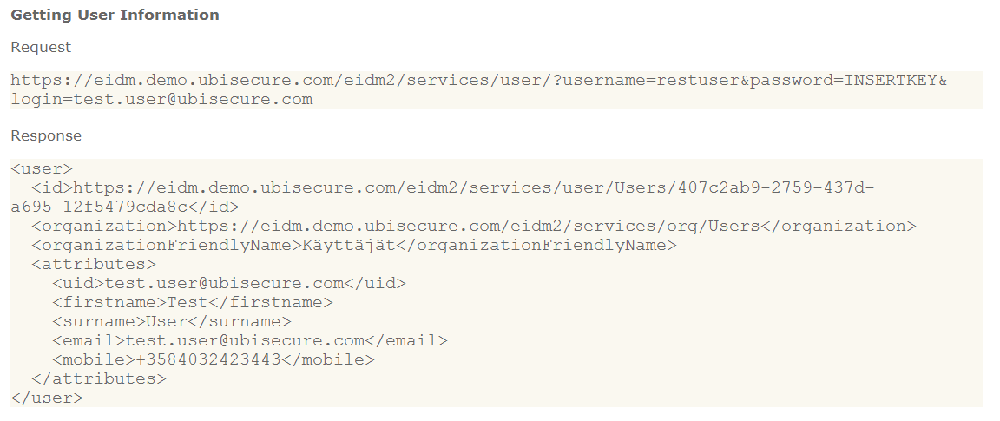 Getting User Information
Request
https://eidm.demo.ubisecure.com/eidm2/services/user/?username=restuser&password=INSERTKEY&
login=test.user@ubisecure.com
Response
<user>
  <id>https://eidm.demo.ubisecure.com/eidm2/services/user/Users/407c2ab9-2759-437d-
a695-12f5479cda8c</id>
  <organization>https://eidm.demo.ubisecure.com/eidm2/services/org/Users</organization>
  <organizationFriendlyName>Käyttäjät</organizationFriendlyName>
  <attributes>
    <uid>test.user@ubisecure.com</uid>
    <firstname>Test</firstname>
    <surname>User</surname>
    <email>test.user@ubisecure.com</email>
    <mobile>+3584032423443</mobile>
  </attributes>
</user>